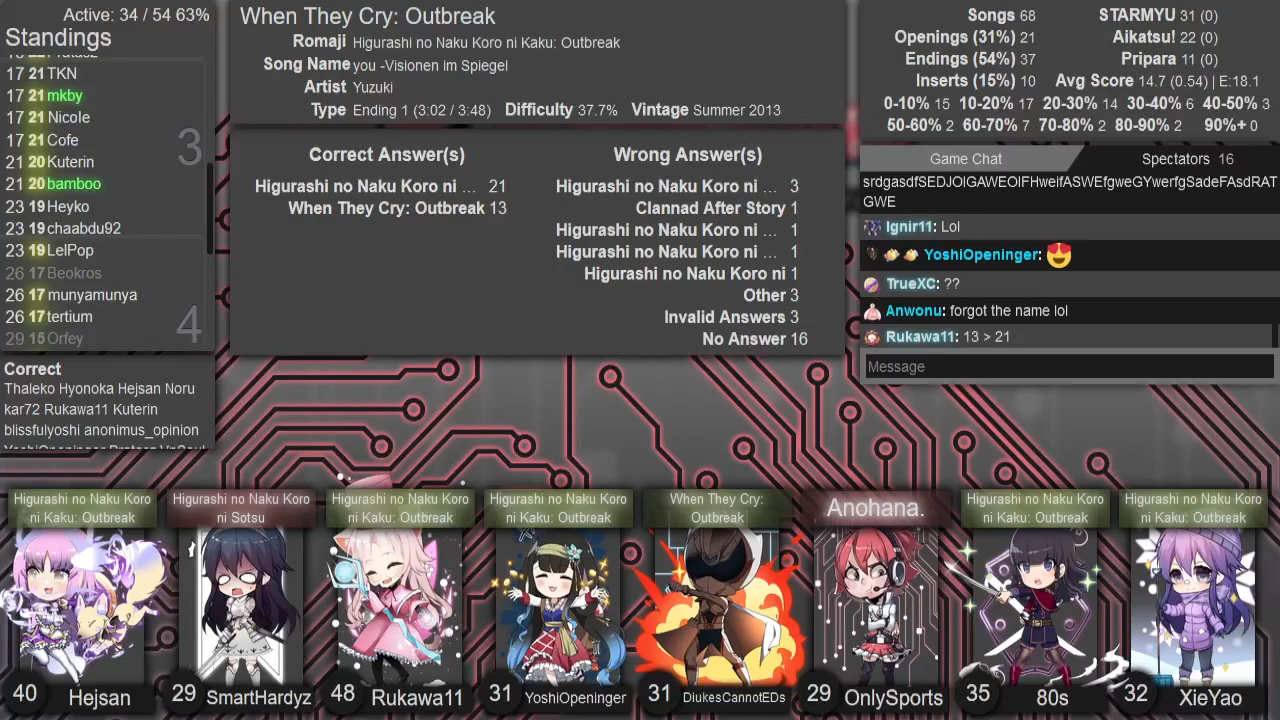 Active: 34 / 54 63%
Standings
17 21 TKN
17 21 mkby
17 21 Nicole
17 21 Cofe
3
21 20 Kuterin
21 20 bamboo
23 19 Heyko
23 19 chaabdu92
23 19 LelPop
26 17 Beokros
26 17 munyamunya
26 17 tertium
4
29 15 Orfey
Correct
Thaleko Hyonoka Hejsan Noru
kar72 Rukawa11 Kuterin
blissfulyoshi anonimus_opinion
When They Cry: Outbreak
Romaji Higurashi no Naku Koro ni Kaku: Outbreak
Song Name you -Visionen im Spiegel
Artist Yuzuki
Type Ending 1 (3:02 / 3:48) Difficulty 37.7% Vintage Summer 2013
Correct Answer(s)
Higurashi no Naku Koro ni ... 21
When They Cry: Outbreak 13
Wrong Answer(s)
Higurashi no Naku Koro ni ... 3
Clannad After Story 1
Higurashi no Naku Koro ni ... 1
Higurashi no Naku Koro ni ... 1
Higurashi no Naku Koro ni 1
Other 3
Invalid Answers 3
No Answer 16
Songs 68 STARMYU 31 (0)
Openings (31%) 21 Aikatsu! 22 (0)
Endings (54%) 37 Pripara 11 (0)
Inserts (15%) 10 Avg Score 14.7 (0.54) | E:18.1
0-10% 15 10-20% 17 20-30% 14 30-40% 6 40-50% 3
50-60% 2 60-70% 7 70-80% 2 80-90% 2 90%+ 0
Game Chat Spectators 16
srdgasdfSEDJOIGAWEOIFHweifASWEfgweGYwerfgSadeFAsdRAT
GWE
Ignir11: Lol
YoshiOpeninger: 😍
TrueXC: ??
Anwonu: forgot the name lol
Rukawa11: 13 > 21
Message
Higurashi no Naku Koro
ni Kaku: Outbreak
Higurashi no Naku Koro
ni Sotsu
Higurashi no Naku Koro
ni Kaku: Outbreak
Higurashi no Naku Koro
ni Kaku: Outbreak
When They Cry:
Outbreak
Anohana.
Higurashi no Naku Koro
ni Kaku: Outbreak
Higurashi no Naku Koro
ni Kaku: Outbreak
40 Hejsan
29 SmartHardyz
48 Rukawa11
31 YoshiOpeninger
31 DiukesCannotEDs
29 OnlySports
35 80s
32 XieYao